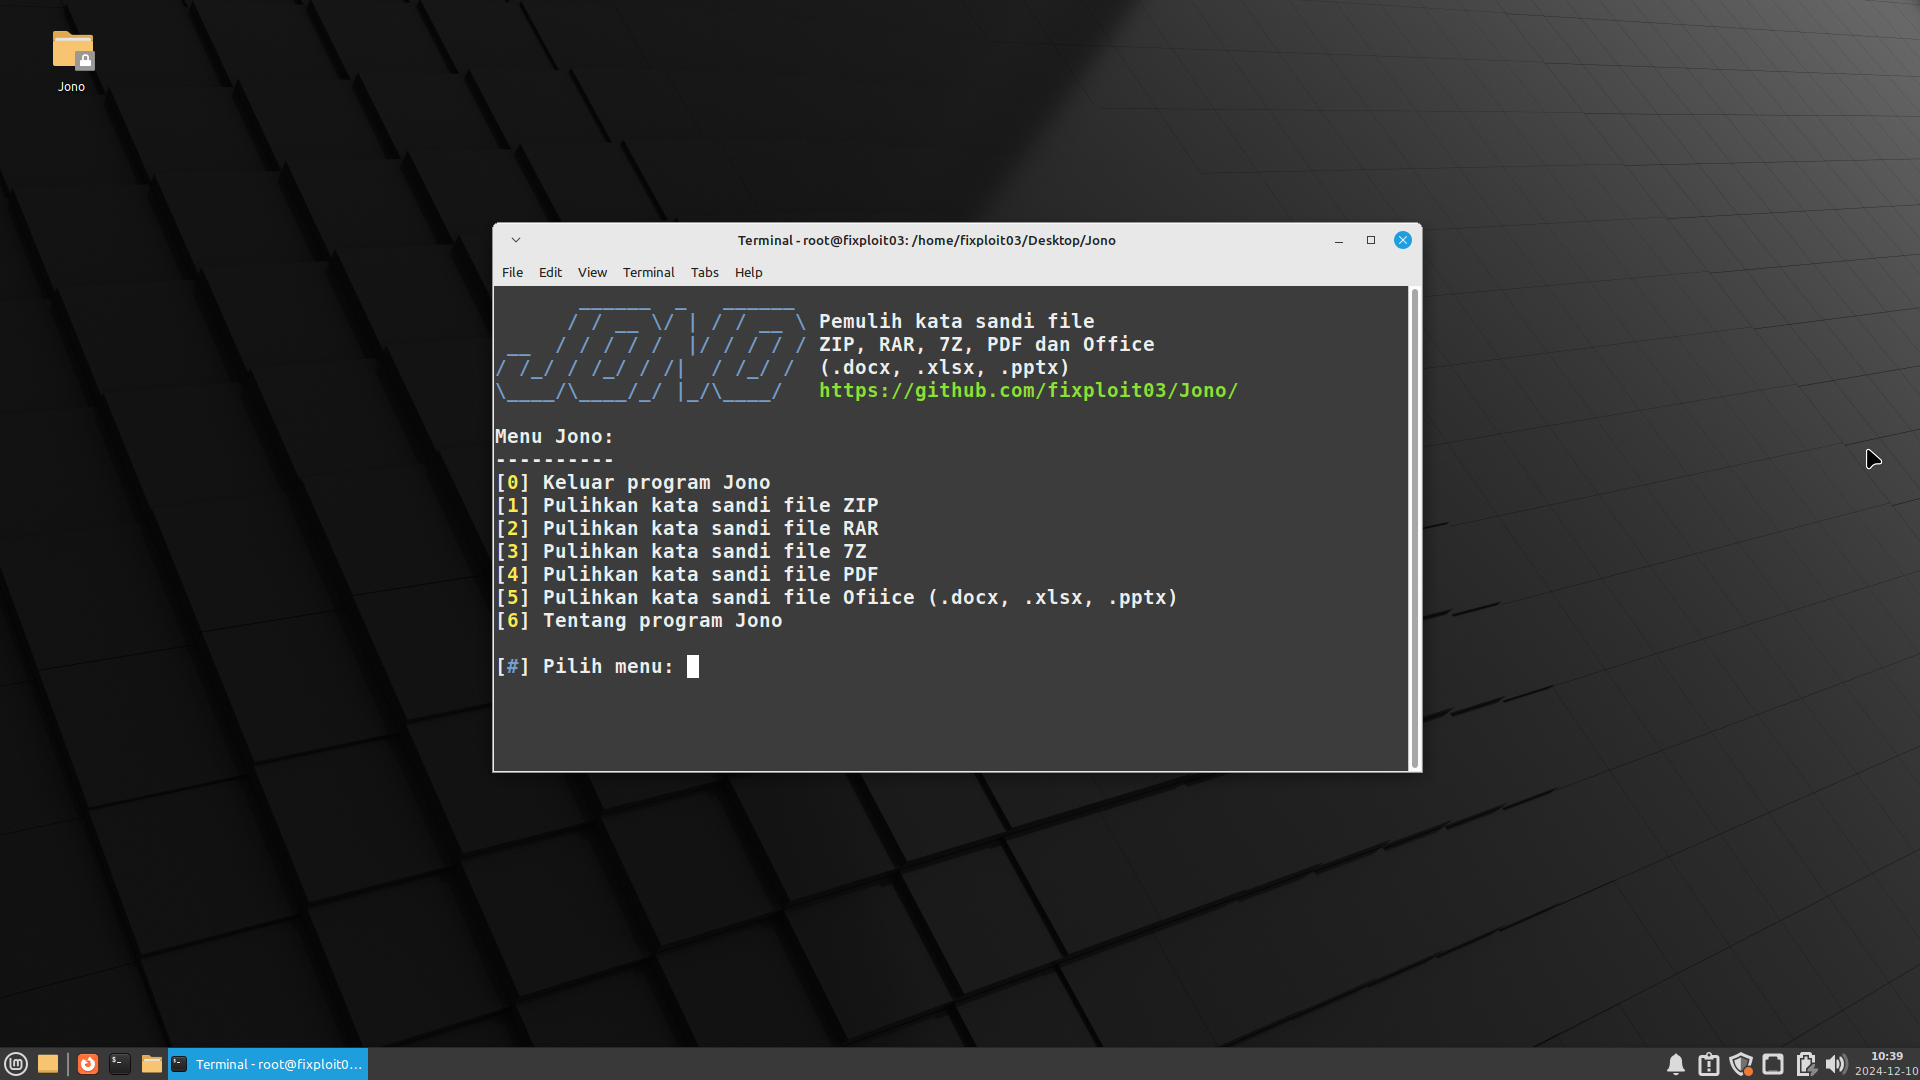 Jono
Terminal - root@fixploit03: /home/fixploit03/Desktop/Jono
File Edit View Terminal Tabs Help
Pemulih kata sandi file
ZIP, RAR, 7Z, PDF dan Office
(.docx, .xlsx, .pptx)
https://github.com/fixploit03/Jono/
Menu Jono:
----------
[0] Keluar program Jono
[1] Pulihkan kata sandi file ZIP
[2] Pulihkan kata sandi file RAR
[3] Pulihkan kata sandi file 7Z
[4] Pulihkan kata sandi file PDF
[5] Pulihkan kata sandi file Ofiice (.docx, .xlsx, .pptx)
[6] Tentang program Jono
[#] Pilih menu:
Terminal - root@fixploit0...
10:39
2024-12-10